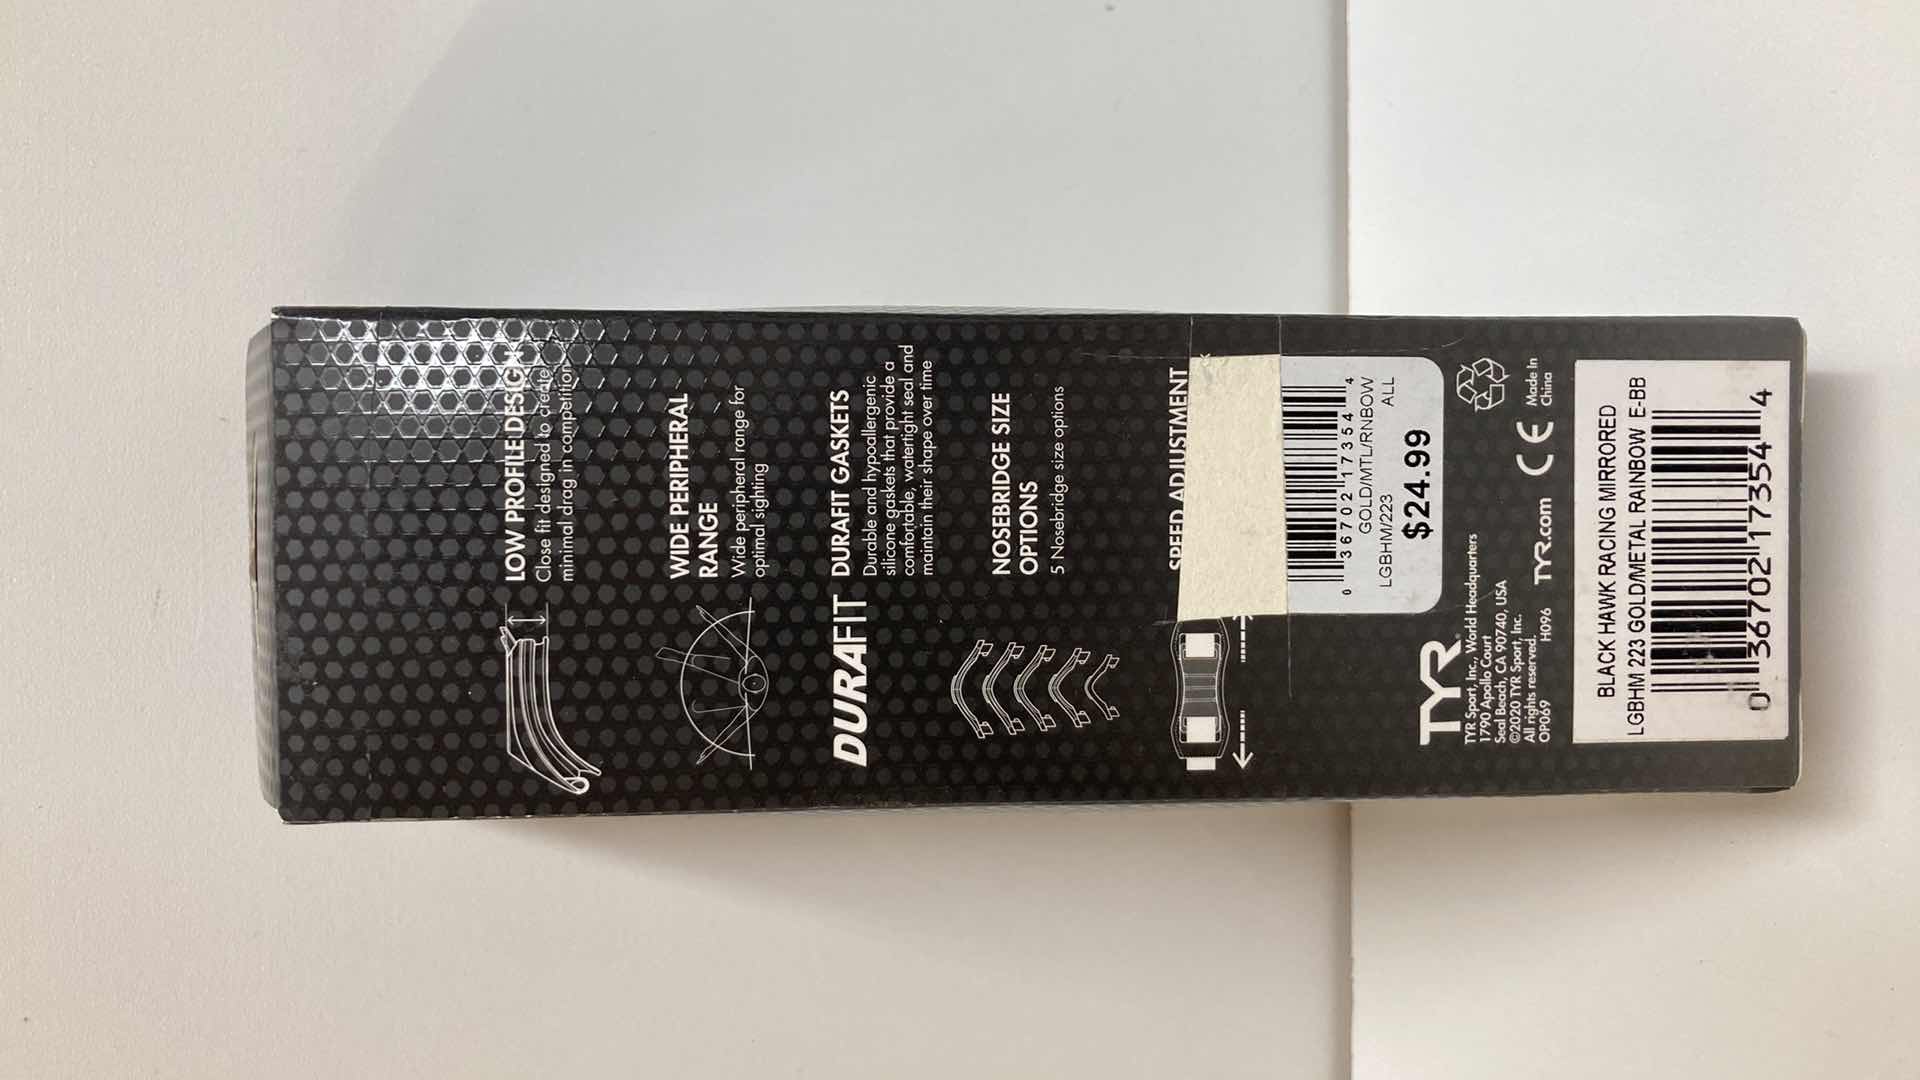 LOW PROFILE DESIGN
Close fit designed to create
minimal drag in competition
WIDE PERIPHERAL
RANGE
Wide peripheral range for
optimal sighting
DURAFIT
DURAFIT GASKETS
Durable and hypoallergenic
silicone gaskets that provide a
comfortable, watertight seal and
maintain their shape over time
NOSEBRIDGE SIZE
OPTIONS
5 Nosebridge size options
SPEED ADJUSTMENT
0 36702 17354 4
GOLD/MTL/RNBOW
LGBHM/223 ALL
$24.99
TYR
TYR Sport, Inc., World Headquarters
1790 Apollo Court
Seal Beach, CA 90740, USA
©2020 TYR Sport, Inc.
All rights reserved.
OP069 H096
TYR.com
CE
Made In
China
BLACK HAWK RACING MIRRORED
LGBHM 223 GOLD/METAL RAINBOW E-BB
0 36702 17354 4